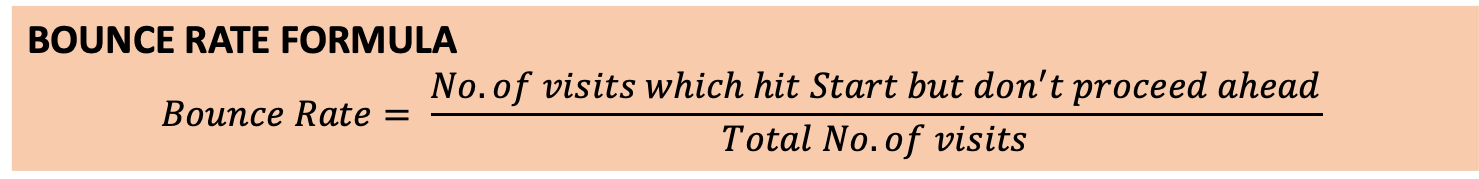 BOUNCE RATE FORMULA
Bounce Rate = No. of visits which hit Start but don't proceed ahead
Total No. of visits